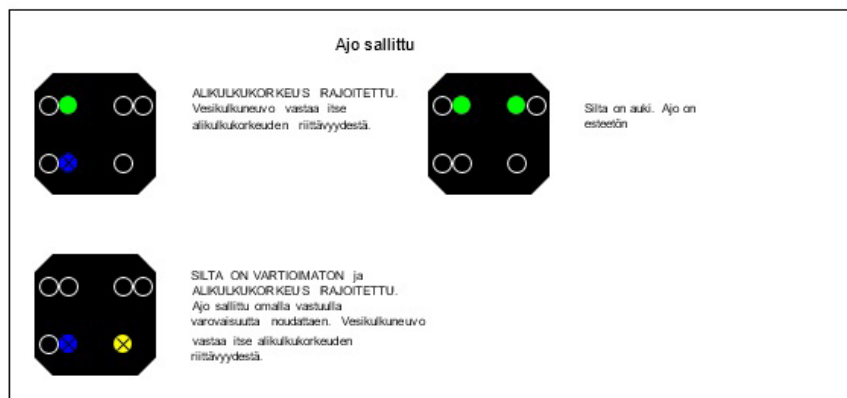 Ajo sallittu
ALIKULKUKORKEUS RAJOITETTU.
Vesikulkuneuvo vastaa itse
alikulkukorkeuden riittävyydestä.
Silta on auki. Ajo on
esteetön
SILTA ON VARTIOIMATON ja
ALIKULKUKORKEUS RAJOITETTU.
Ajo sallittu omalla vastuulla
varovaisuutta noudattaen. Vesikulkuneuvo
vastaa itse alikulkukorkeuden
riittävyydestä.